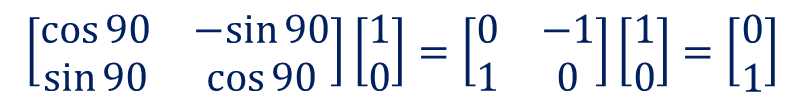 [cos 90 −sin 90] [1] = [0 −1] [1] = [0]
[sin 90 cos 90] [0] [1 0] [0] [1]